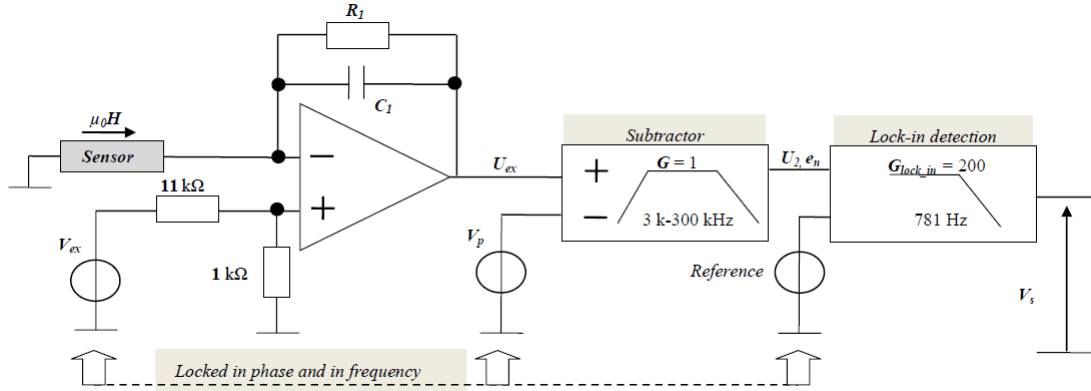 R1
C1
μ0H
Sensor
−
+
11 kΩ
1 kΩ
Vex
Uex
Subtractor
G = 1
+
−
3 k-300 kHz
Vp
U2, en
Lock-in detection
Glock_in = 200
781 Hz
Reference
Vs
Locked in phase and in frequency